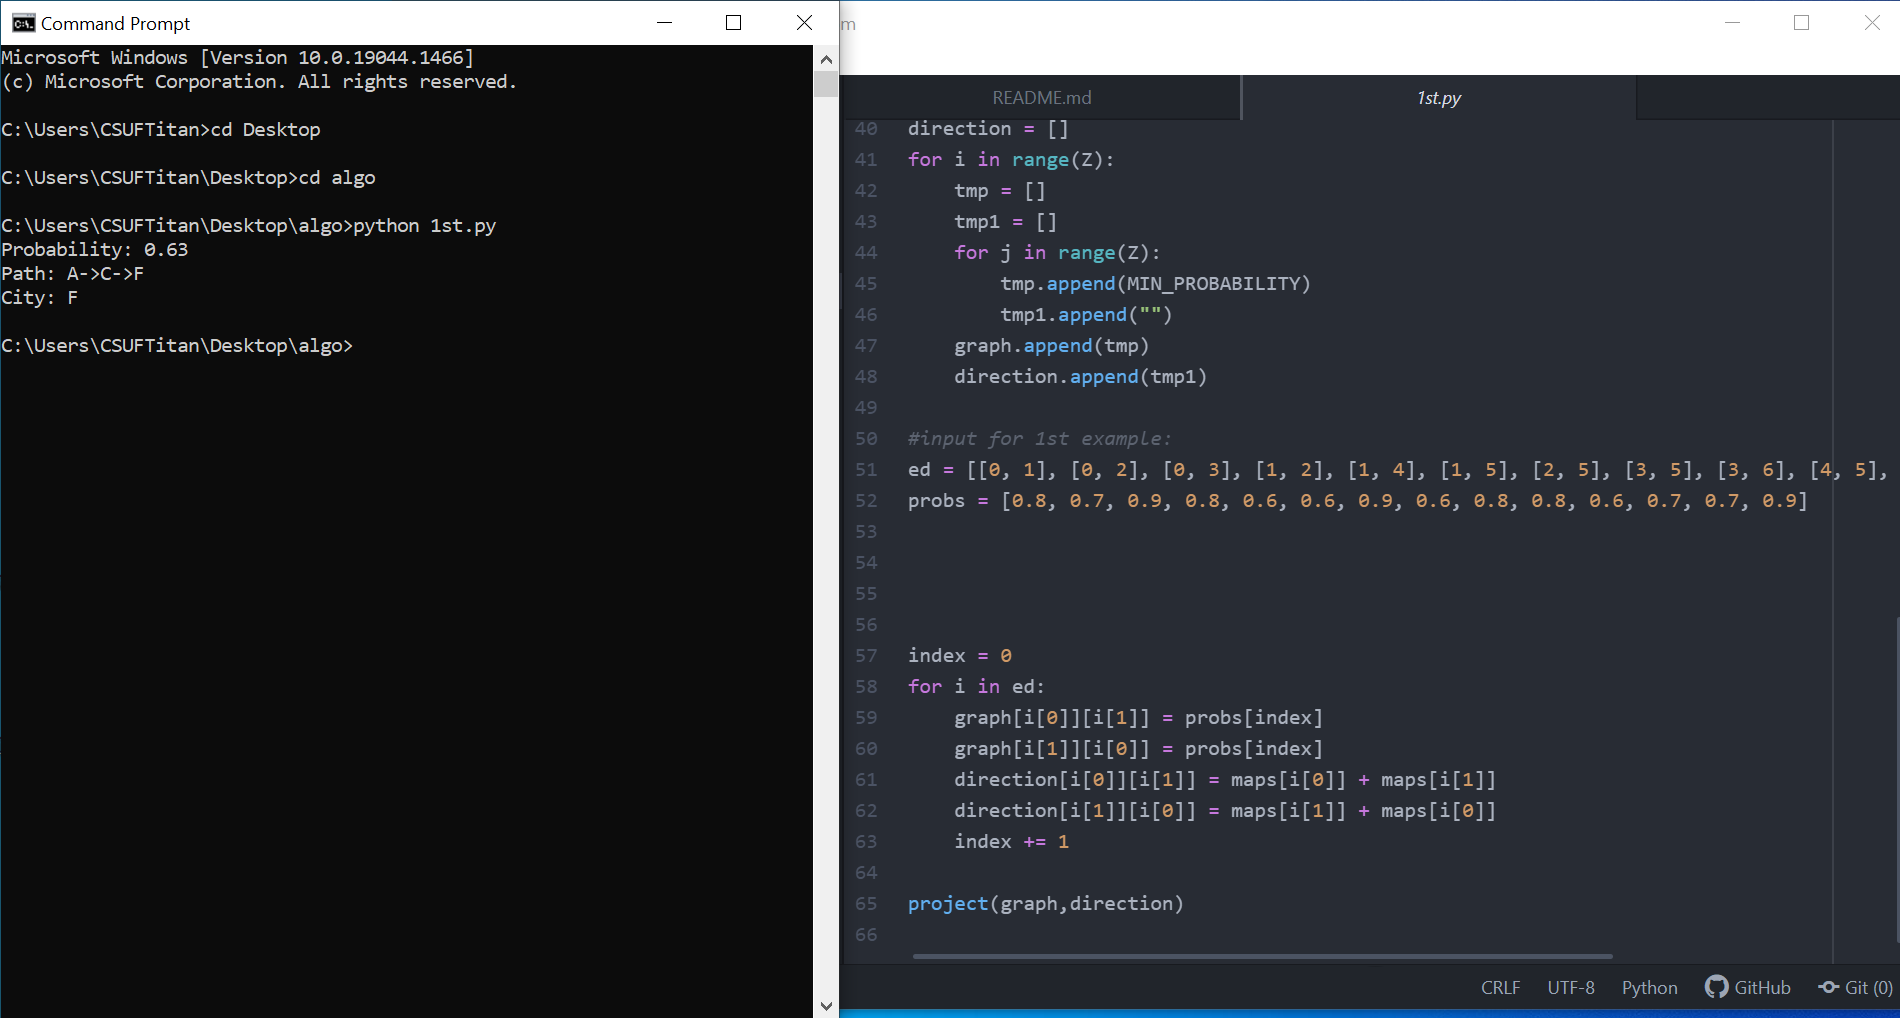 Command Prompt
Microsoft Windows [Version 10.0.19044.1466]
(c) Microsoft Corporation. All rights reserved.
C:\Users\CSUFTitan>cd Desktop
C:\Users\CSUFTitan\Desktop>cd algo
C:\Users\CSUFTitan\Desktop\algo>python 1st.py
Probability: 0.63
Path: A->C->F
City: F
C:\Users\CSUFTitan\Desktop\algo>
m
README.md
1st.py
40 direction = []
41 for i in range(Z):
42     tmp = []
43     tmp1 = []
44     for j in range(Z):
45         tmp.append(MIN_PROBABILITY)
46         tmp1.append("")
47     graph.append(tmp)
48     direction.append(tmp1)
49
50 #input for 1st example:
51 ed = [[0, 1], [0, 2], [0, 3], [1, 2], [1, 4], [1, 5], [2, 5], [3, 5], [3, 6], [4, 5],
52 probs = [0.8, 0.7, 0.9, 0.8, 0.6, 0.6, 0.9, 0.6, 0.8, 0.8, 0.6, 0.7, 0.7, 0.9]
53
54
55
56
57 index = 0
58 for i in ed:
59     graph[i[0]][i[1]] = probs[index]
60     graph[i[1]][i[0]] = probs[index]
61     direction[i[0]][i[1]] = maps[i[0]] + maps[i[1]]
62     direction[i[1]][i[0]] = maps[i[1]] + maps[i[0]]
63     index += 1
64
65 project(graph,direction)
66
CRLF UTF-8 Python GitHub Git (0)